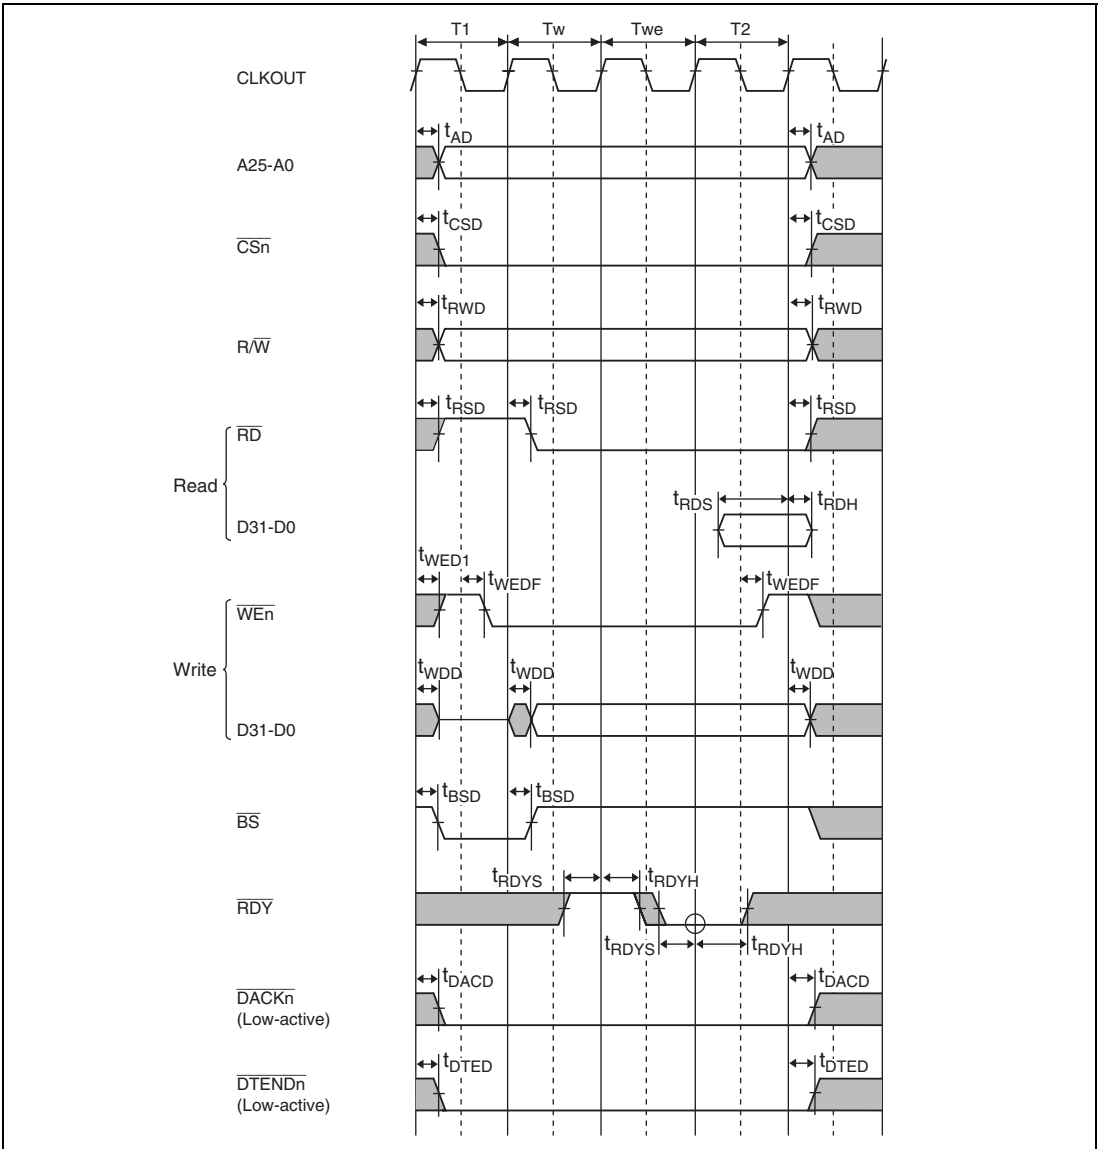 T1 Tw Twe T2
CLKOUT
tAD tAD
A25-A0
tCSD tCSD
CSn
tRWD tRWD
R/W
tRSD tRSD tRSD
RD
Read
tRDS tRDH
D31-D0
tWED1
tWEDF tWEDF
WEn
Write
tWDD tWDD tWDD
D31-D0
tBSD tBSD
BS
tRDYS tRDYH
RDY
tRDYS tRDYH
tDACD tDACD
DACKn
(Low-active)
tDTED tDTED
DTENDn
(Low-active)